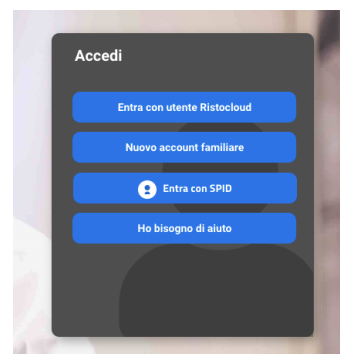 Accedi
Entra con utente Ristocloud
Nuovo account familiare
Entra con SPID
Ho bisogno di aiuto